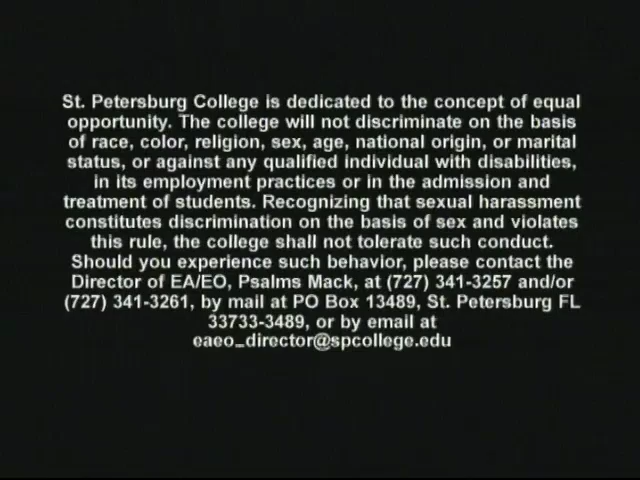 St. Petersburg College is dedicated to the concept of equal
opportunity. The college will not discriminate on the basis
of race, color, religion, sex, age, national origin, or marital
status, or against any qualified individual with disabilities,
in its employment practices or in the admission and
treatment of students. Recognizing that sexual harassment
constitutes discrimination on the basis of sex and violates
this rule, the college shall not tolerate such conduct.
Should you experience such behavior, please contact the
Director of EA/EO, Psalms Mack, at (727) 341-3257 and/or
(727) 341-3261, by mail at PO Box 13489, St. Petersburg FL
33733-3489, or by email at
eaeo_director@spcollege.edu